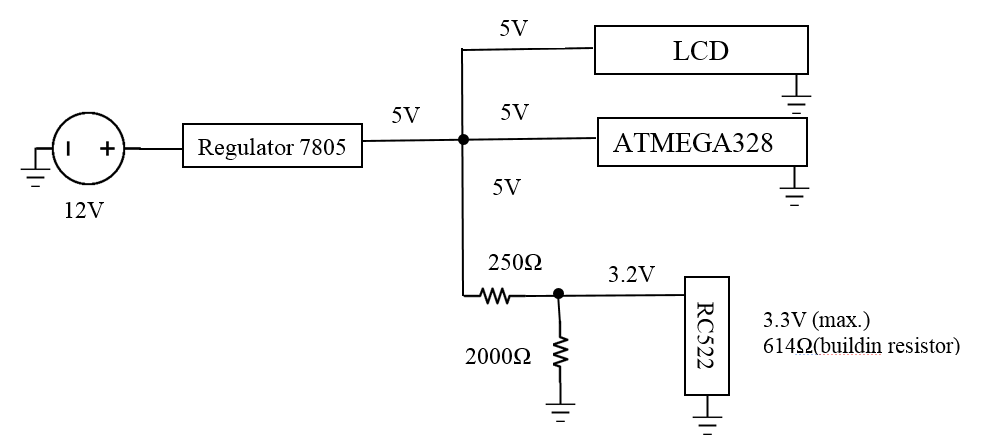 5V
LCD
5V
5V
Regulator 7805
ATMEGA328
12V
5V
250Ω
3.2V
RC522
3.3V (max.)
614Ω(buildin resistor)
2000Ω